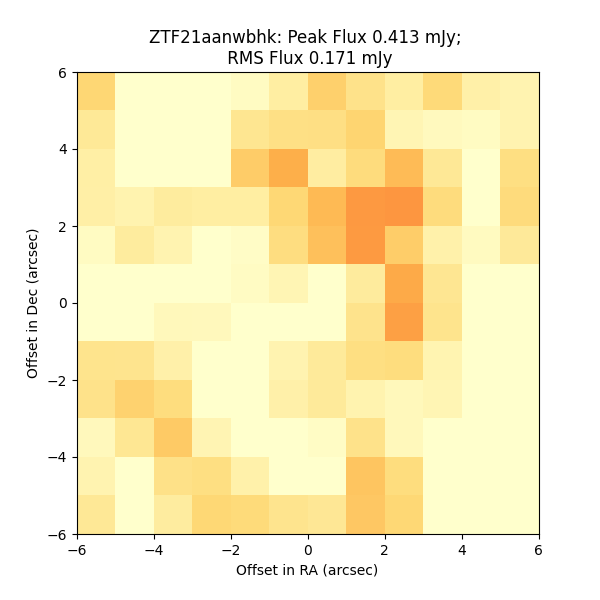 ZTF21aanwbhk: Peak Flux 0.413 mJy;
RMS Flux 0.171 mJy
6
4
2
0
−2
−4
−6
Offset in Dec (arcsec)
−6 −4 −2 0 2 4 6
Offset in RA (arcsec)